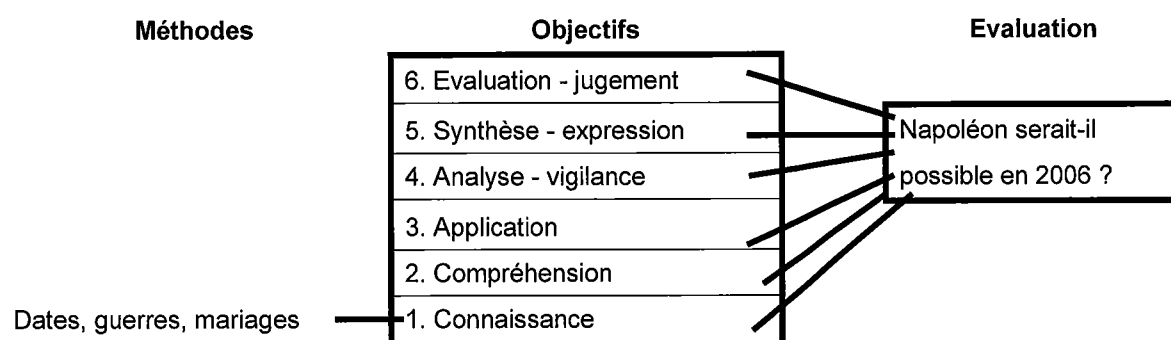 Méthodes Objectifs Evaluation
6. Evaluation - jugement
5. Synthèse - expression
4. Analyse - vigilance
3. Application
2. Compréhension
Dates, guerres, mariages 1. Connaissance
Napoléon serait-il
possible en 2006 ?